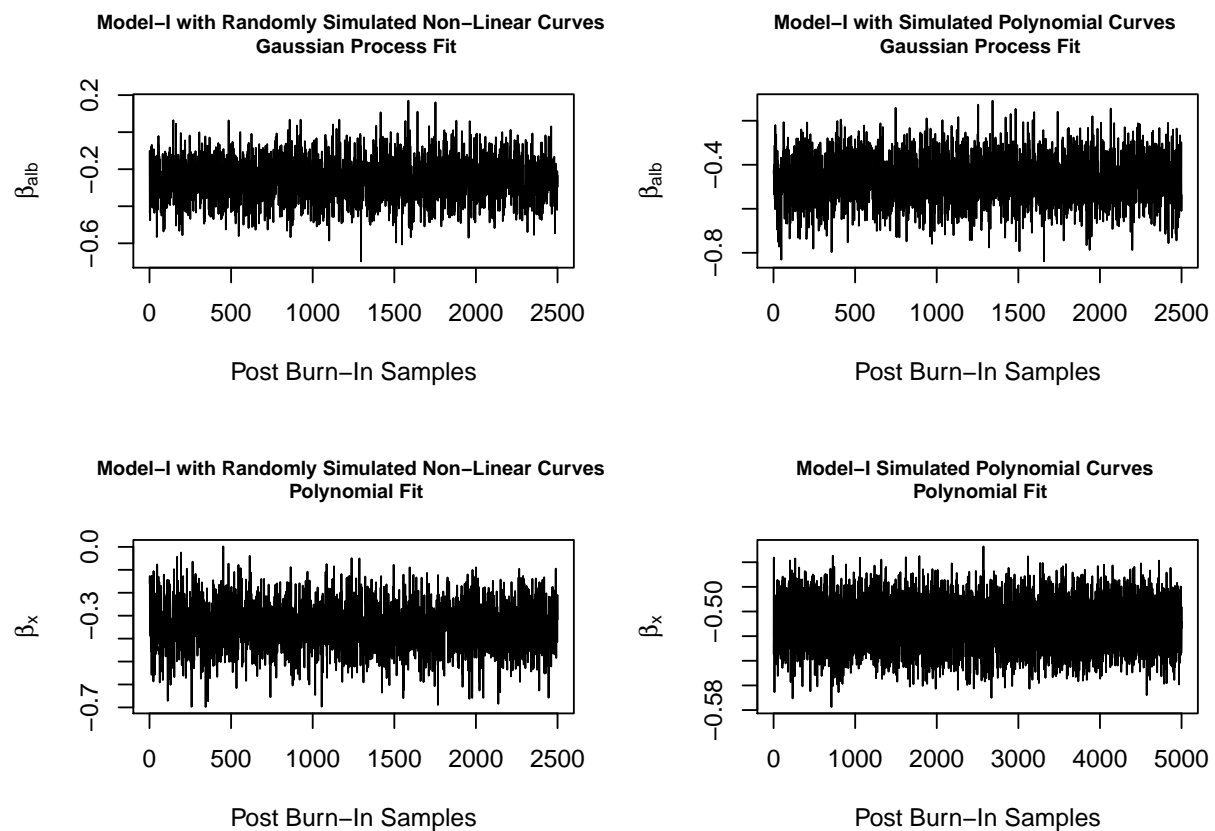 Model−I with Randomly Simulated Non−Linear Curves
Gaussian Process Fit
βalb
0.2
−0.2
−0.6
0 500 1000 1500 2000 2500
Post Burn−In Samples
Model−I with Simulated Polynomial Curves
Gaussian Process Fit
βalb
−0.4
−0.8
0 500 1000 1500 2000 2500
Post Burn−In Samples
Model−I with Randomly Simulated Non−Linear Curves
Polynomial Fit
βx
0.0
−0.3
−0.7
0 500 1000 1500 2000 2500
Post Burn−In Samples
Model−I Simulated Polynomial Curves
Polynomial Fit
βx
−0.50
−0.58
0 1000 2000 3000 4000 5000
Post Burn−In Samples